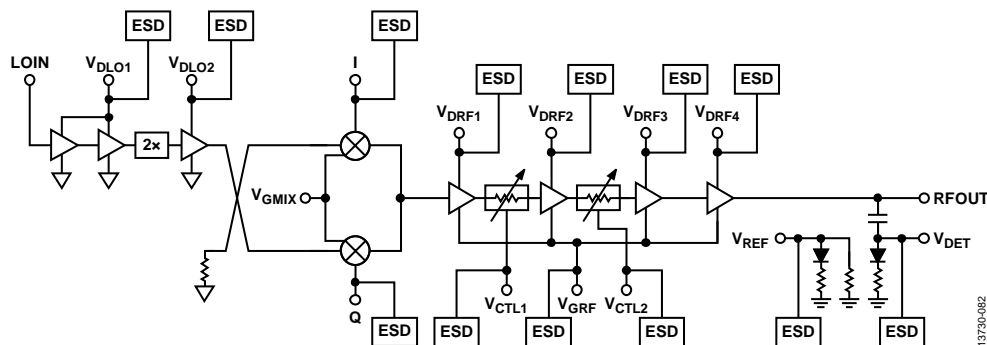 ESD
ESD
ESD
LOIN
VDLO1
VDLO2
I
ESD
ESD
ESD
ESD
VDRF1
VDRF2
VDRF3
VDRF4
2×
VGMIX
RFOUT
VREF
VDET
VCTL1
VGRF
VCTL2
Q
ESD
ESD
ESD
ESD
ESD
ESD
13730-082